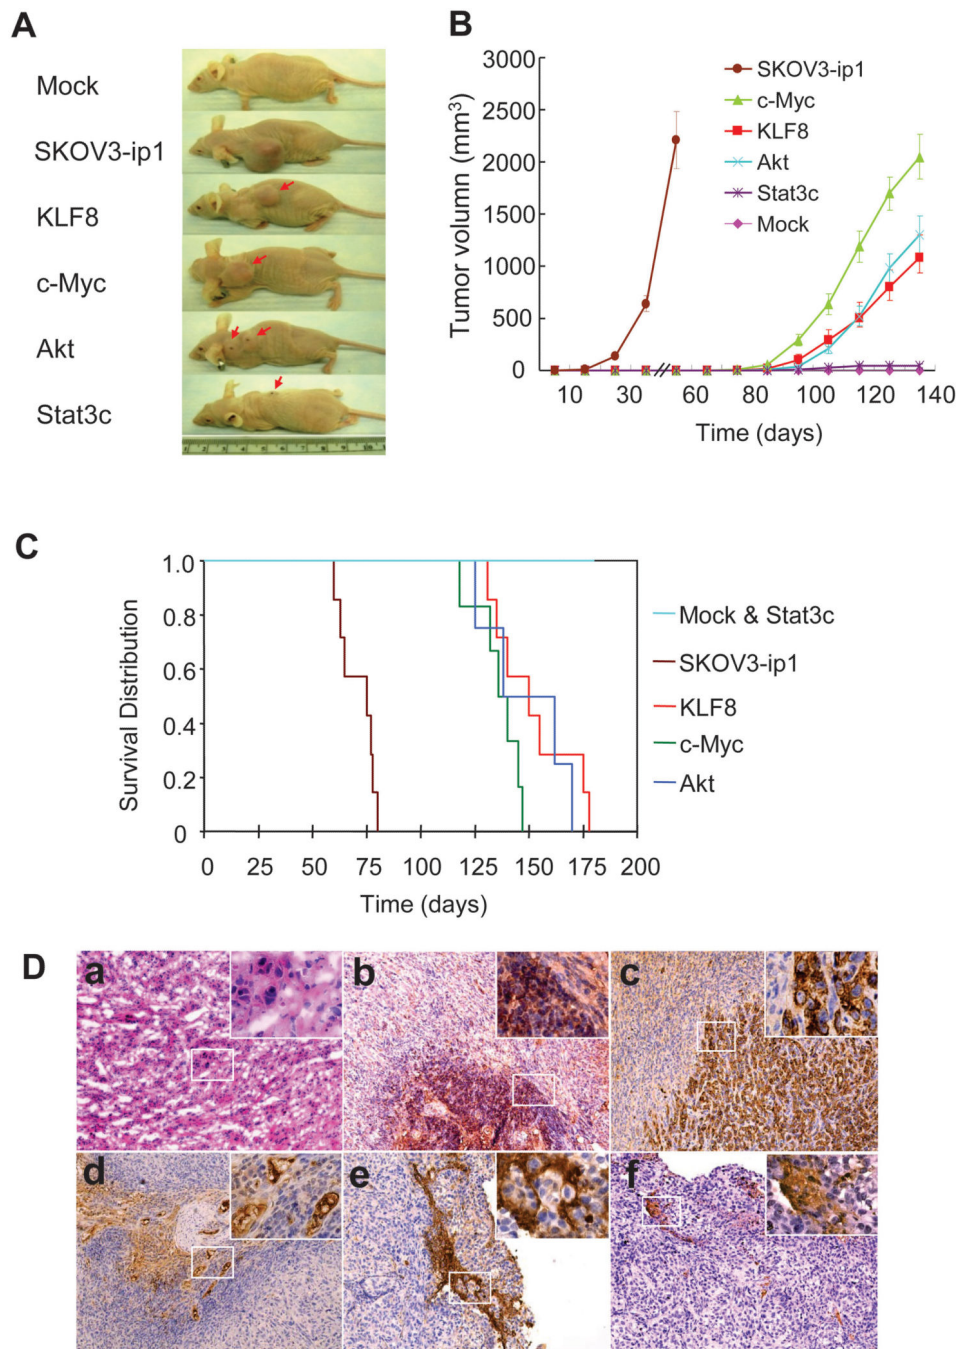 A
Mock
SKOV3-ip1
KLF8
c-Myc
Akt
Stat3c
B
3000
2500
2000
1500
1000
500
0
Tumor volumn (mm³)
10 30 60 80 100 120 140
Time (days)
SKOV3-ip1
c-Myc
KLF8
Akt
Stat3c
Mock
C
1.0
0.8
0.6
0.4
0.2
0
Survival Distribution
0 25 50 75 100 125 150 175 200
Time (days)
Mock & Stat3c
SKOV3-ip1
KLF8
c-Myc
Akt
D
a
b
c
d
e
f